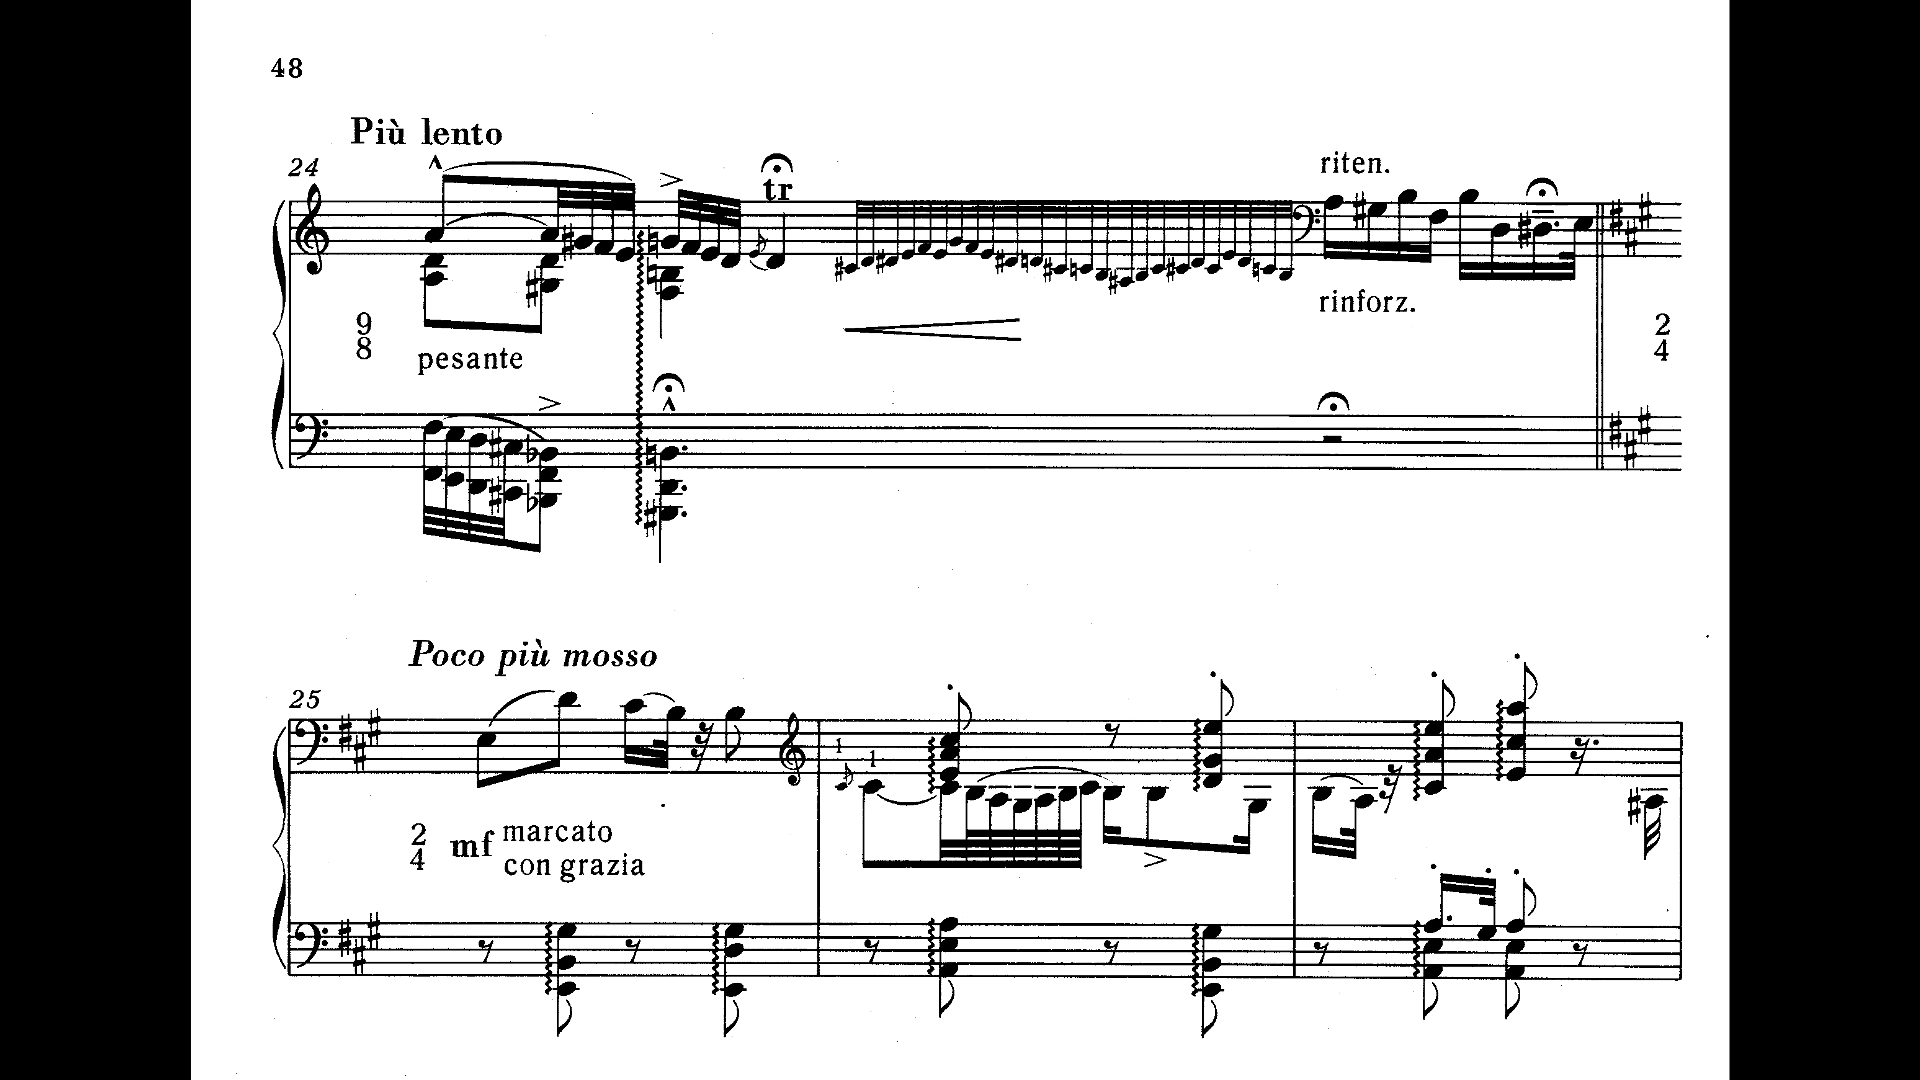 48
Più lento
24
tr
riten.
9
8
pesante
rinforz.
2
4
Poco più mosso
25
1
1
2
4
mf marcato
con grazia